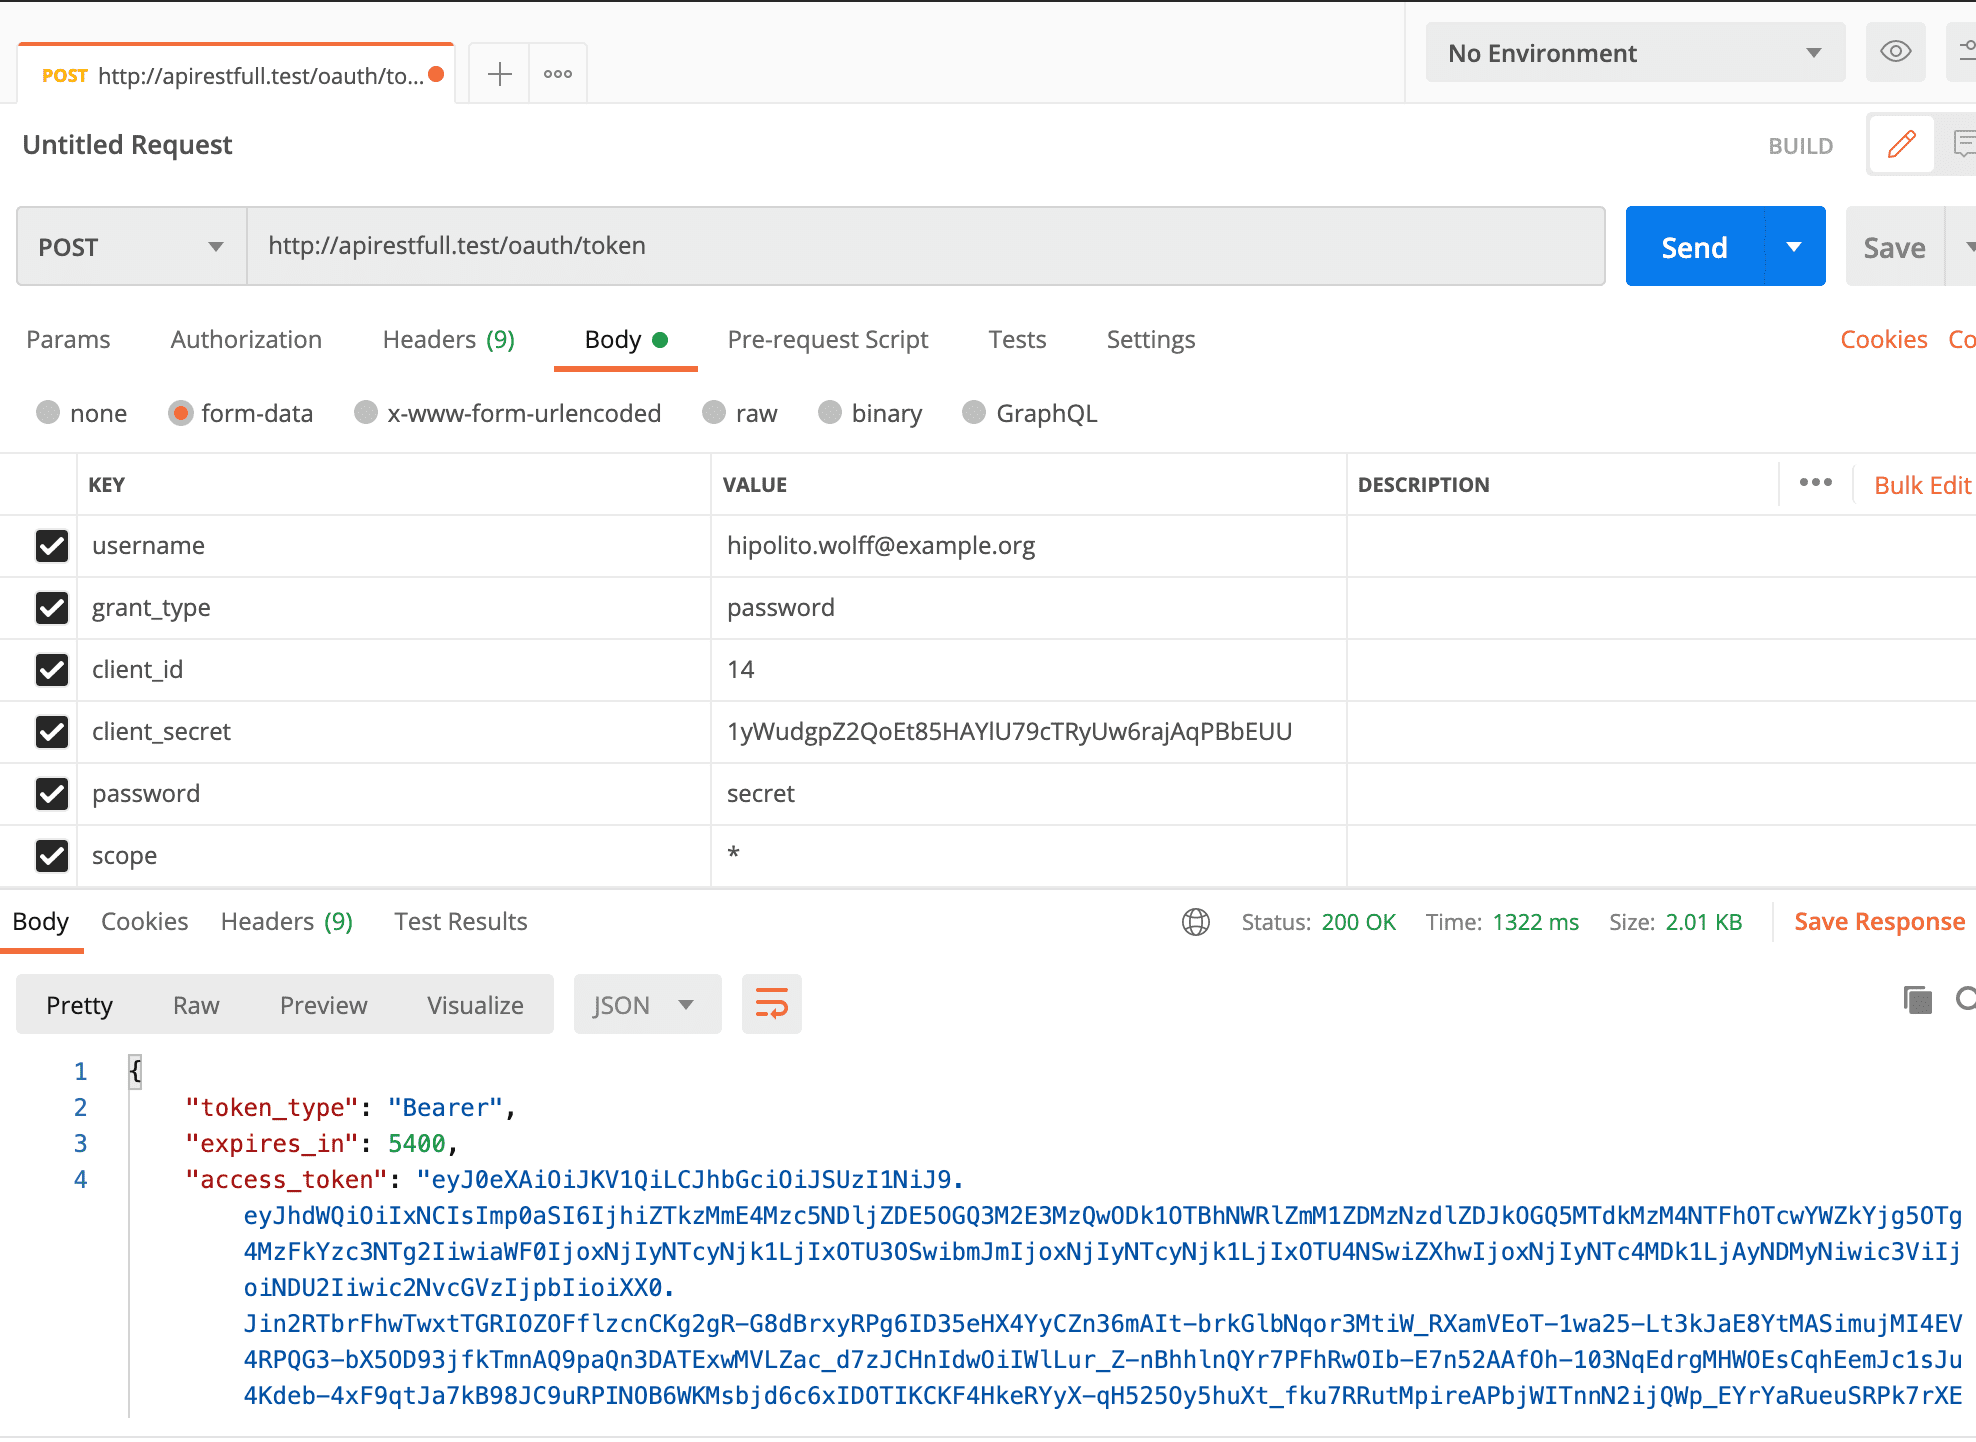 POST http://apirestfull.test/oauth/to...
No Environment
Untitled Request
BUILD
POST
http://apirestfull.test/oauth/token
Send
Save
Params Authorization Headers (9) Body Pre-request Script Tests Settings Cookies Co
none form-data x-www-form-urlencoded raw binary GraphQL
KEY VALUE DESCRIPTION ••• Bulk Edit
username hipolito.wolff@example.org
grant_type password
client_id 14
client_secret 1yWudgpZ2QoEt85HAYlU79cTRyUw6rajAqPBbEUU
password secret
scope *
Body Cookies Headers (9) Test Results Status: 200 OK Time: 1322 ms Size: 2.01 KB Save Response
Pretty Raw Preview Visualize JSON
1 {
2 "token_type": "Bearer",
3 "expires_in": 5400,
4 "access_token": "eyJ0eXAiOiJKV1QiLCJhbGciOiJSUzI1NiJ9.
eyJhdWQiOiIxNCIsImp0aSI6IjhiZTkzMmE4Mzc5NDljZDE5OGQ3M2E3MzQwODk1OTBhNWRlZmM1ZDMzNzdlZDJkOGQ5MTdkMzM4NTFhOTcwYWZkYjg5OTg
4MzFkYzc3NTg2IiwiaWF0IjoxNjIyNTcyNjk1LjIxOTU3OSwibmJmIjoxNjIyNTcyNjk1LjIxOTU4NSwiZXhwIjoxNjIyNTc4MDk1LjAyNDMyNiwic3ViIj
oiNDU2Iiwic2NvcGVzIjpbIioiXX0.
Jin2RTbrFhwTwxtTGRIOZOFflzcnCKg2gR-G8dBrxyRPg6ID35eHX4YyCZn36mAIt-brkGlbNqor3MtiW_RXamVEoT-1wa25-Lt3kJaE8YtMASimujMI4EV
4RPQG3-bX5OD93jfkTmnAQ9paQn3DATExwMVLZac_d7zJCHnIdwOiIWlLur_Z-nBhhlnQYr7PFhRwOIb-E7n52AAfOh-103NqEdrgMHWOEsCqhEemJc1sJu
4Kdeb-4xF9qtJa7kB98JC9uRPINOB6WKMsbjd6c6xIDOTIKCKF4HkeRYyX-qH525Oy5huXt_fku7RRutMpireAPbjWITnnN2ijQWp_EYrYaRueuSRPk7rXE